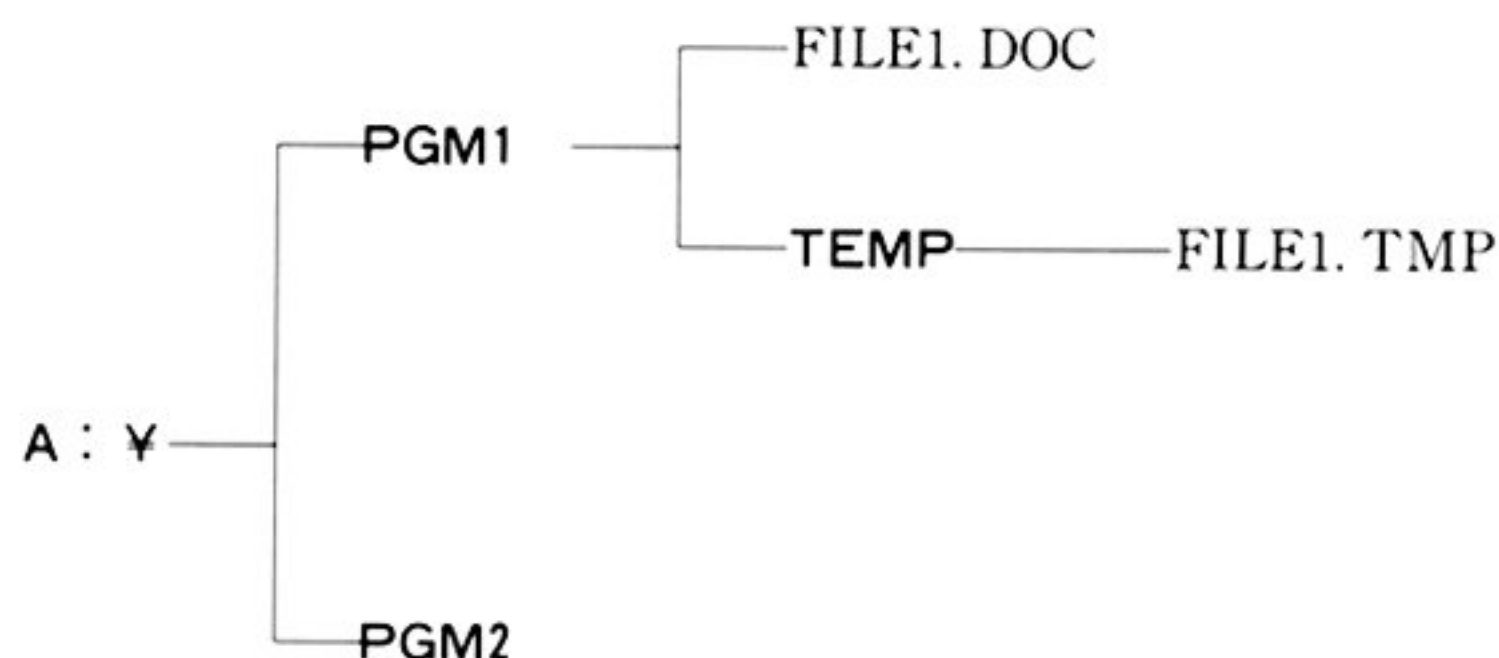 FILE1. DOC
PGM1
TEMP FILE1. TMP
A : ¥
PGM2